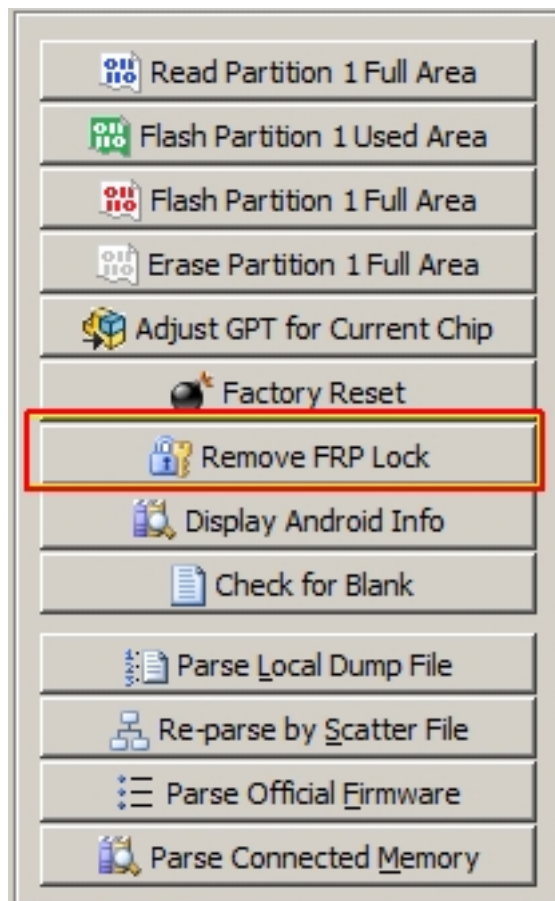 Read Partition 1 Full Area
Flash Partition 1 Used Area
Flash Partition 1 Full Area
Erase Partition 1 Full Area
Adjust GPT for Current Chip
Factory Reset
Remove FRP Lock
Display Android Info
Check for Blank
Parse Local Dump File
Re-parse by Scatter File
Parse Official Firmware
Parse Connected Memory